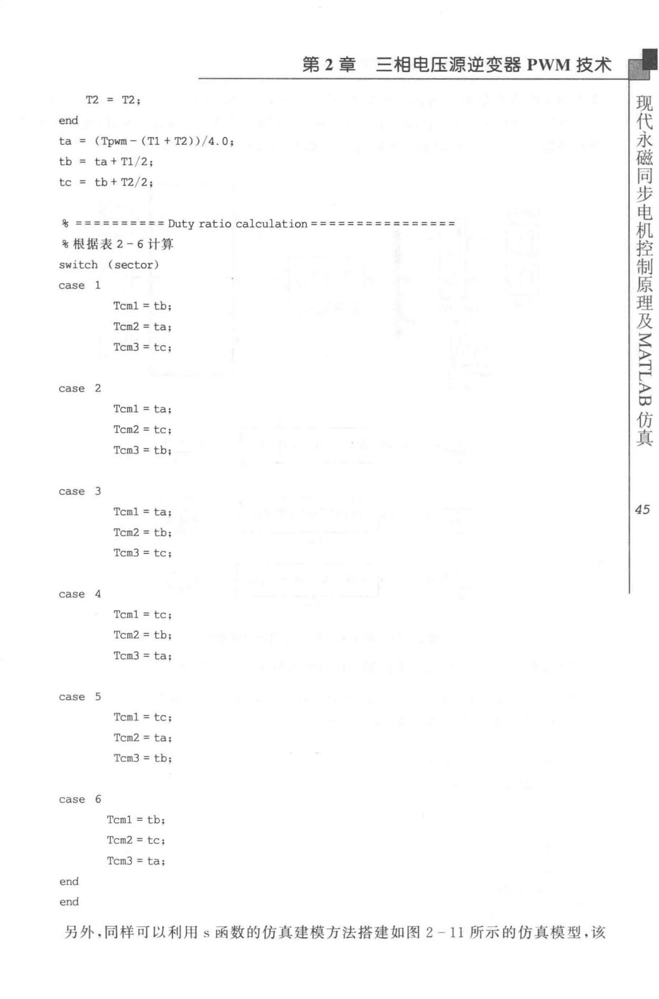 第 2 章 三相电压源逆变器 PWM 技术
T2 = T2;
end
ta = (Tpwm-(T1+T2))/4.0;
tb = ta+T1/2;
tc = tb+T2/2;
% ==========Duty ratio calculation================
%根据表 2-6 计算
switch (sector)
case 1
Tcm1=tb;
Tcm2=ta;
Tcm3=tc;
case 2
Tcm1=ta;
Tcm2=tc;
Tcm3=tb;
case 3
Tcm1=ta;
Tcm2=tb;
Tcm3=tc;
case 4
Tcm1=tc;
Tcm2=tb;
Tcm3=ta;
case 5
Tcm1=tc;
Tcm2=ta;
Tcm3=tb;
case 6
Tcm1=tb;
Tcm2=tc;
Tcm3=ta;
end
end
另外,同样可以利用 s 函数的仿真建模方法搭建如图 2-11 所示的仿真模型,该
现代永磁同步电机控制原理及MATLAB仿真
45